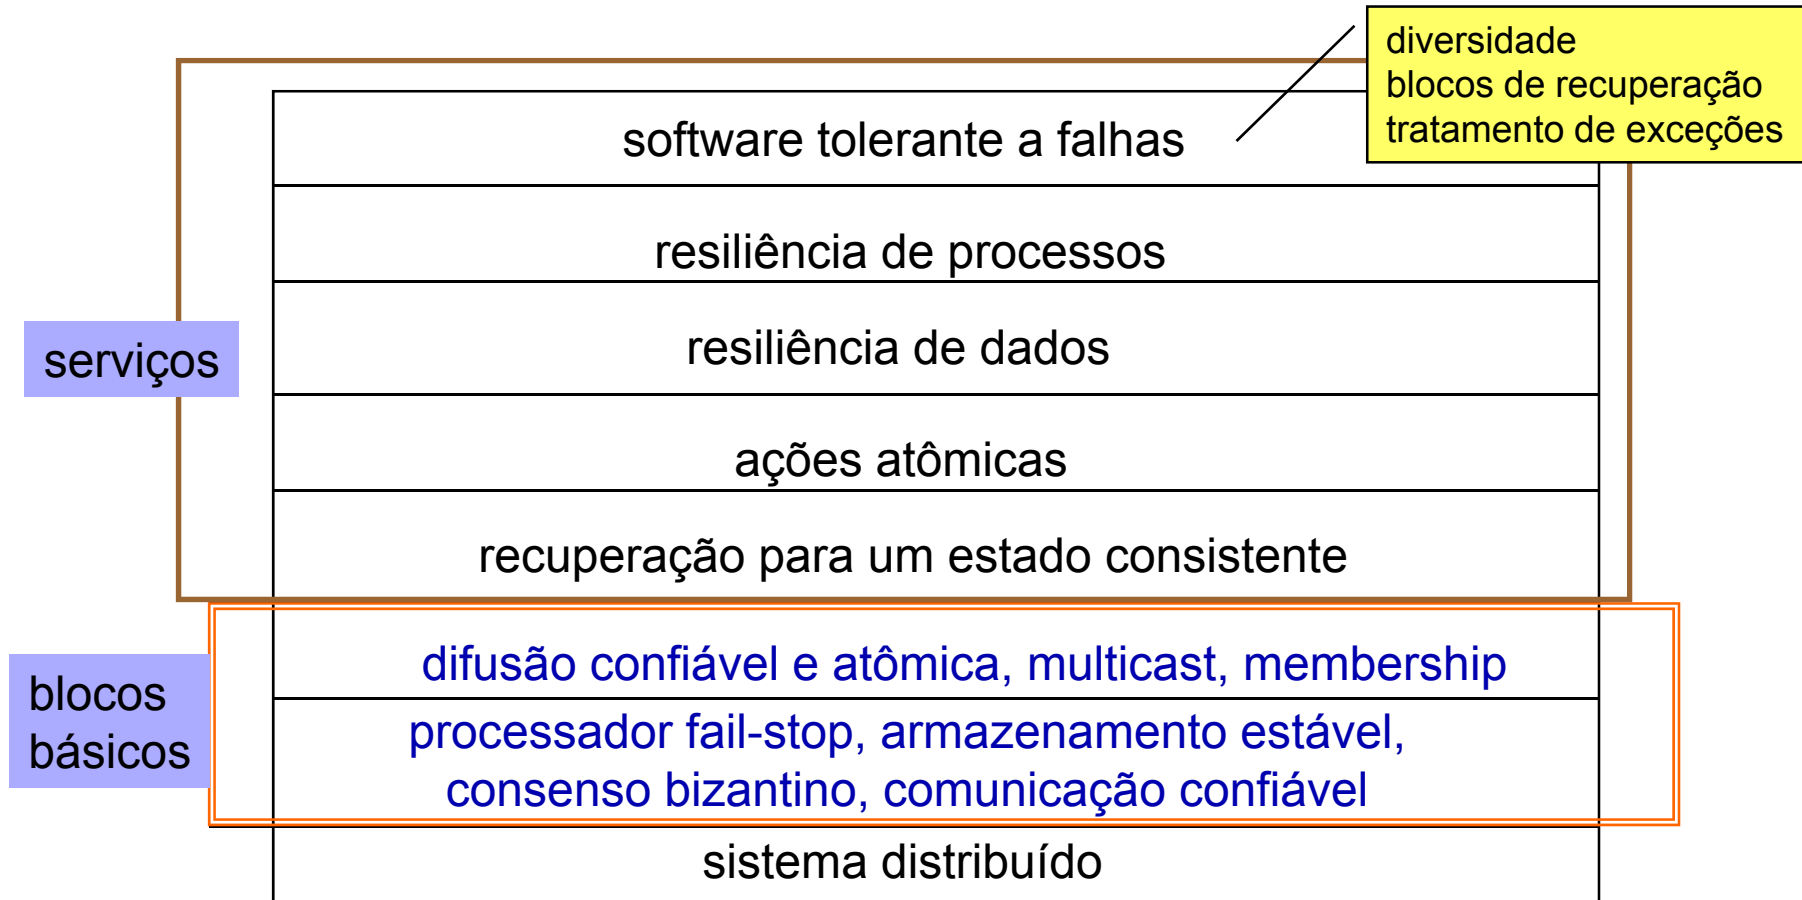 diversidade
blocos de recuperação
tratamento de exceções
software tolerante a falhas
resiliência de processos
serviços
resiliência de dados
ações atômicas
recuperação para um estado consistente
blocos
básicos
difusão confiável e atômica, multicast, membership
processador fail-stop, armazenamento estável,
consenso bizantino, comunicação confiável
sistema distribuído